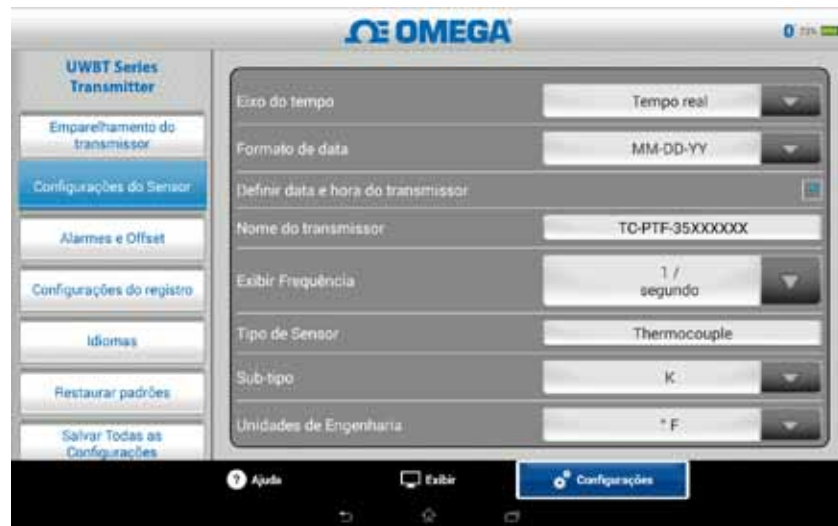 OMEGA
73%
UWBT Series
Transmitter
Emparelhamento do
transmissor
Configurações do Sensor
Alarmes e Offset
Configurações do registro
Idiomas
Restaurar padrões
Salvar Todas as
Configurações
Eixo do tempo
Tempo real
Formato de data
MM-DD-YY
Definir data e hora do transmissor
Nome do transmissor
TC-PTF-35XXXXXX
Exibir Frequência
1 /
segundo
Tipo de Sensor
Thermocouple
Sub-tipo
K
Unidades de Engenharia
° F
? Ajuda
Exibir
Configurações